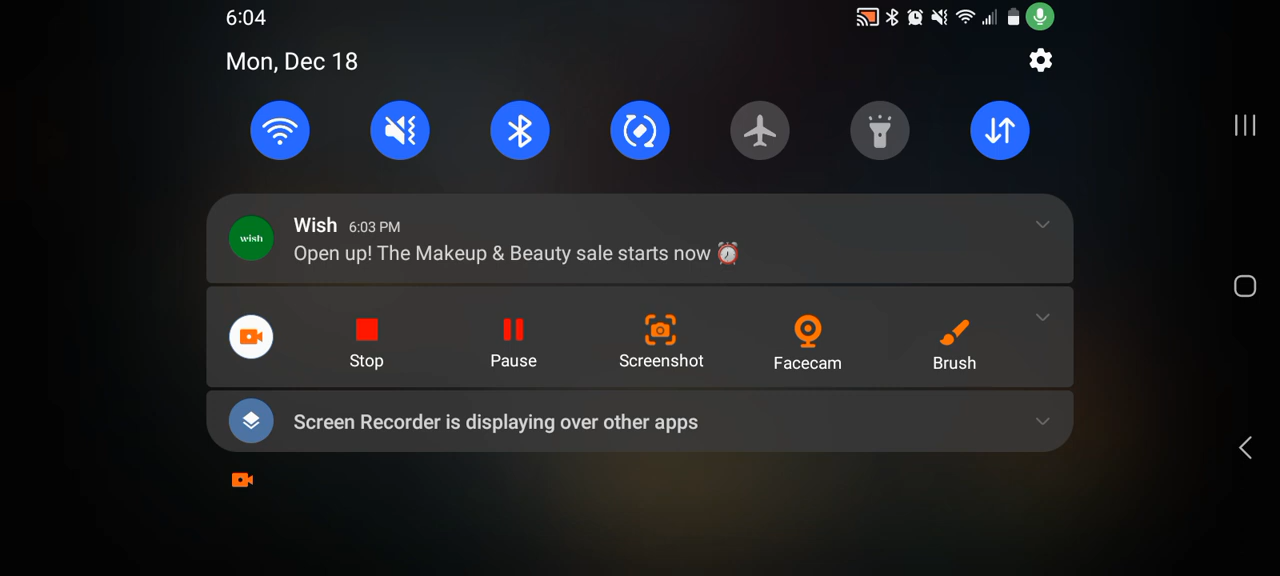 6:04
Mon, Dec 18
wish
Wish 6:03 PM
Open up! The Makeup & Beauty sale starts now ⏰
Stop Pause Screenshot Facecam Brush
Screen Recorder is displaying over other apps